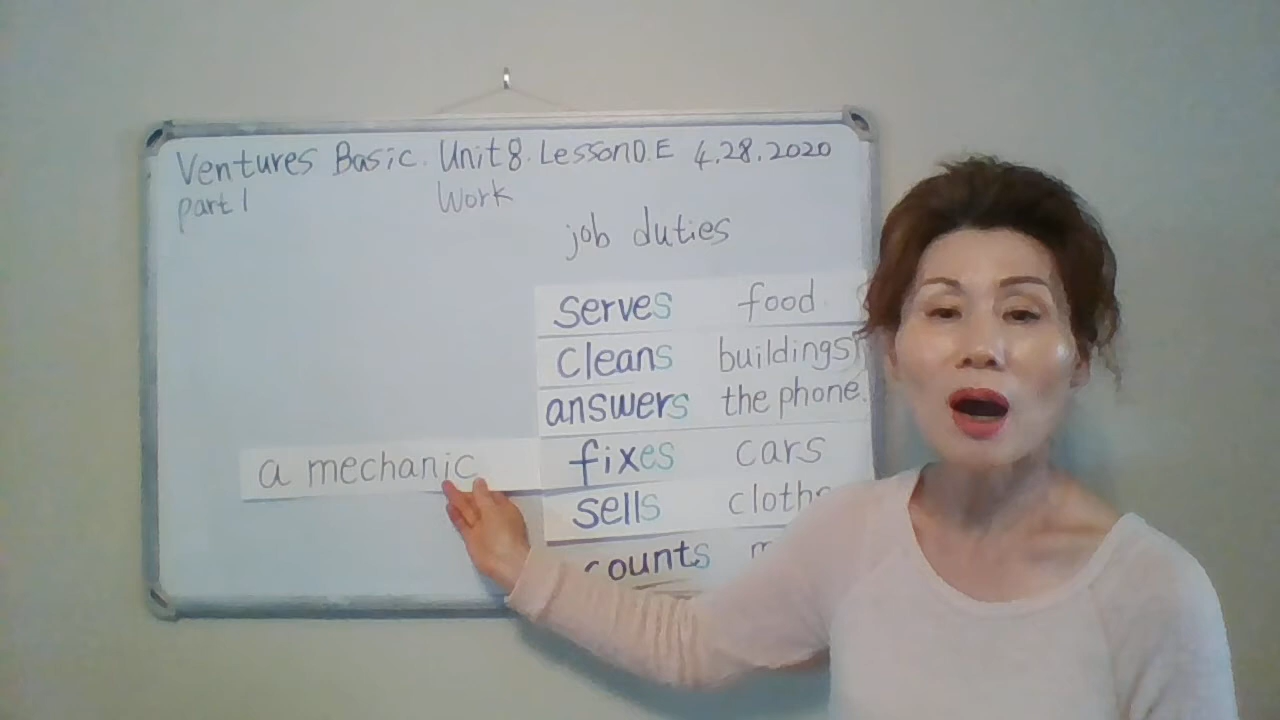 Ventures Basic. Unit 8. Lesson D.E 4.28.2020
part 1 Work
job duties
serves food
cleans buildings
answers the phone.
a mechanic fixes cars
sells
counts